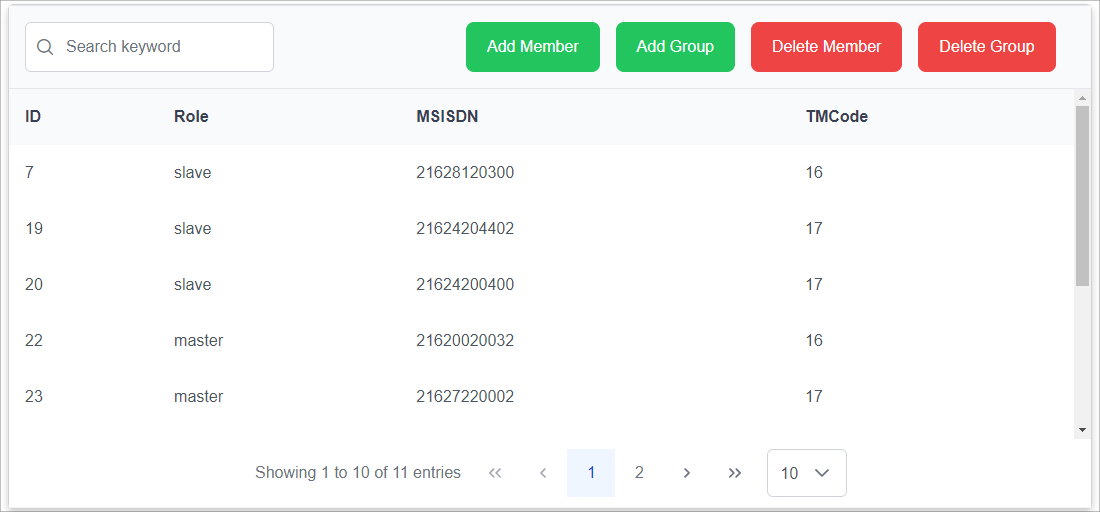 Search keyword Add Member Add Group Delete Member Delete Group
ID Role MSISDN TMCode
7 slave 21628120300 16
19 slave 21624204402 17
20 slave 21624200400 17
22 master 21620020032 16
23 master 21627220002 17
Showing 1 to 10 of 11 entries 1 2 10